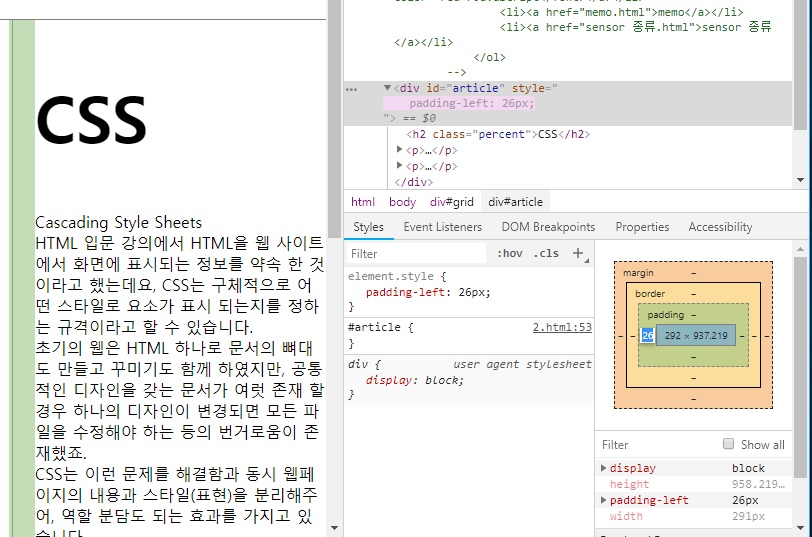 CSS
Cascading Style Sheets
HTML 입문 강의에서 HTML을 웹 사이트
에서 화면에 표시되는 정보를 약속 한 것
이라고 했는데요, CSS는 구체적으로 어
떤 스타일로 요소가 표시 되는지를 정하
는 규격이라고 할 수 있습니다.
초기의 웹은 HTML 하나로 문서의 뼈대
도 만들고 꾸미기도 함께 하였지만, 공통
적인 디자인을 갖는 문서가 여럿 존재 할
경우 하나의 디자인이 변경되면 모든 파
일을 수정해야 하는 등의 번거로움이 존
재했죠.
CSS는 이런 문제를 해결함과 동시 웹페
이지의 내용과 스타일(표현)을 분리해주
어, 역할 분담도 되는 효과를 가지고 있
습니다.
<li><a href="memo.html">memo</a></li>
<li><a href="sensor 종류.html">sensor 종류
</a></li>
</ol>
-->
<div id="article" style="
padding-left: 26px;
"> == $0
<h2 class="percent">CSS</h2>
<p>…</p>
<p>…</p>
</div>
html body div#grid div#article
Styles Event Listeners DOM Breakpoints Properties Accessibility
Filter :hov .cls +
element.style {
padding-left: 26px;
}
#article { 2.html:53
}
div { user agent stylesheet
display: block;
}
margin -
border -
padding -
- - 26 292 × 937.219 - - -
-
-
-
Filter Show all
display block
height 958.219…
padding-left 26px
width 291px